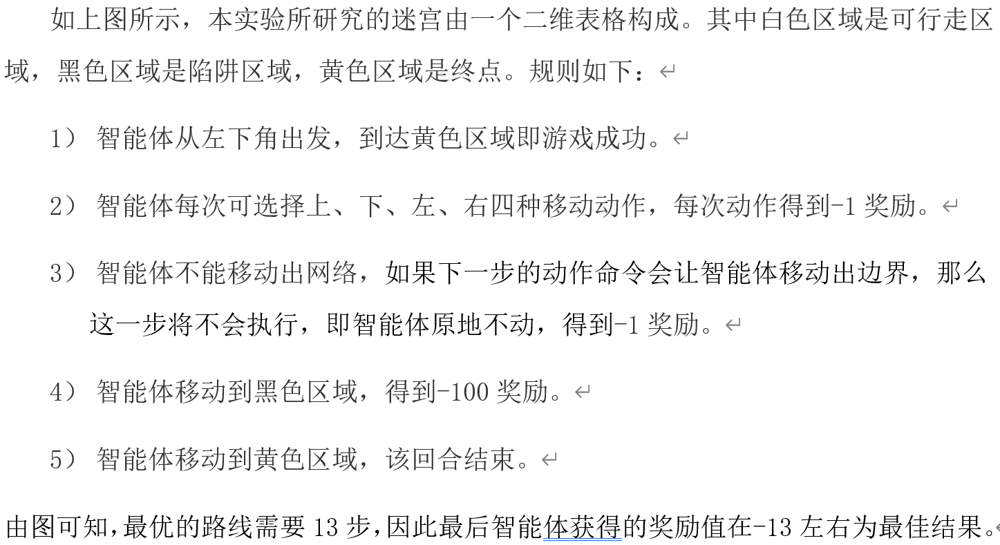 如上图所示，本实验所研究的迷宫由一个二维表格构成。其中白色区域是可行走区
域，黑色区域是陷阱区域，黄色区域是终点。规则如下：
1） 智能体从左下角出发，到达黄色区域即游戏成功。
2） 智能体每次可选择上、下、左、右四种移动动作，每次动作得到-1 奖励。
3） 智能体不能移动出网络，如果下一步的动作命令会让智能体移动出边界，那么
这一步将不会执行，即智能体原地不动，得到-1 奖励。
4） 智能体移动到黑色区域，得到-100 奖励。
5） 智能体移动到黄色区域，该回合结束。
由图可知，最优的路线需要 13 步，因此最后智能体获得的奖励值在-13 左右为最佳结果。